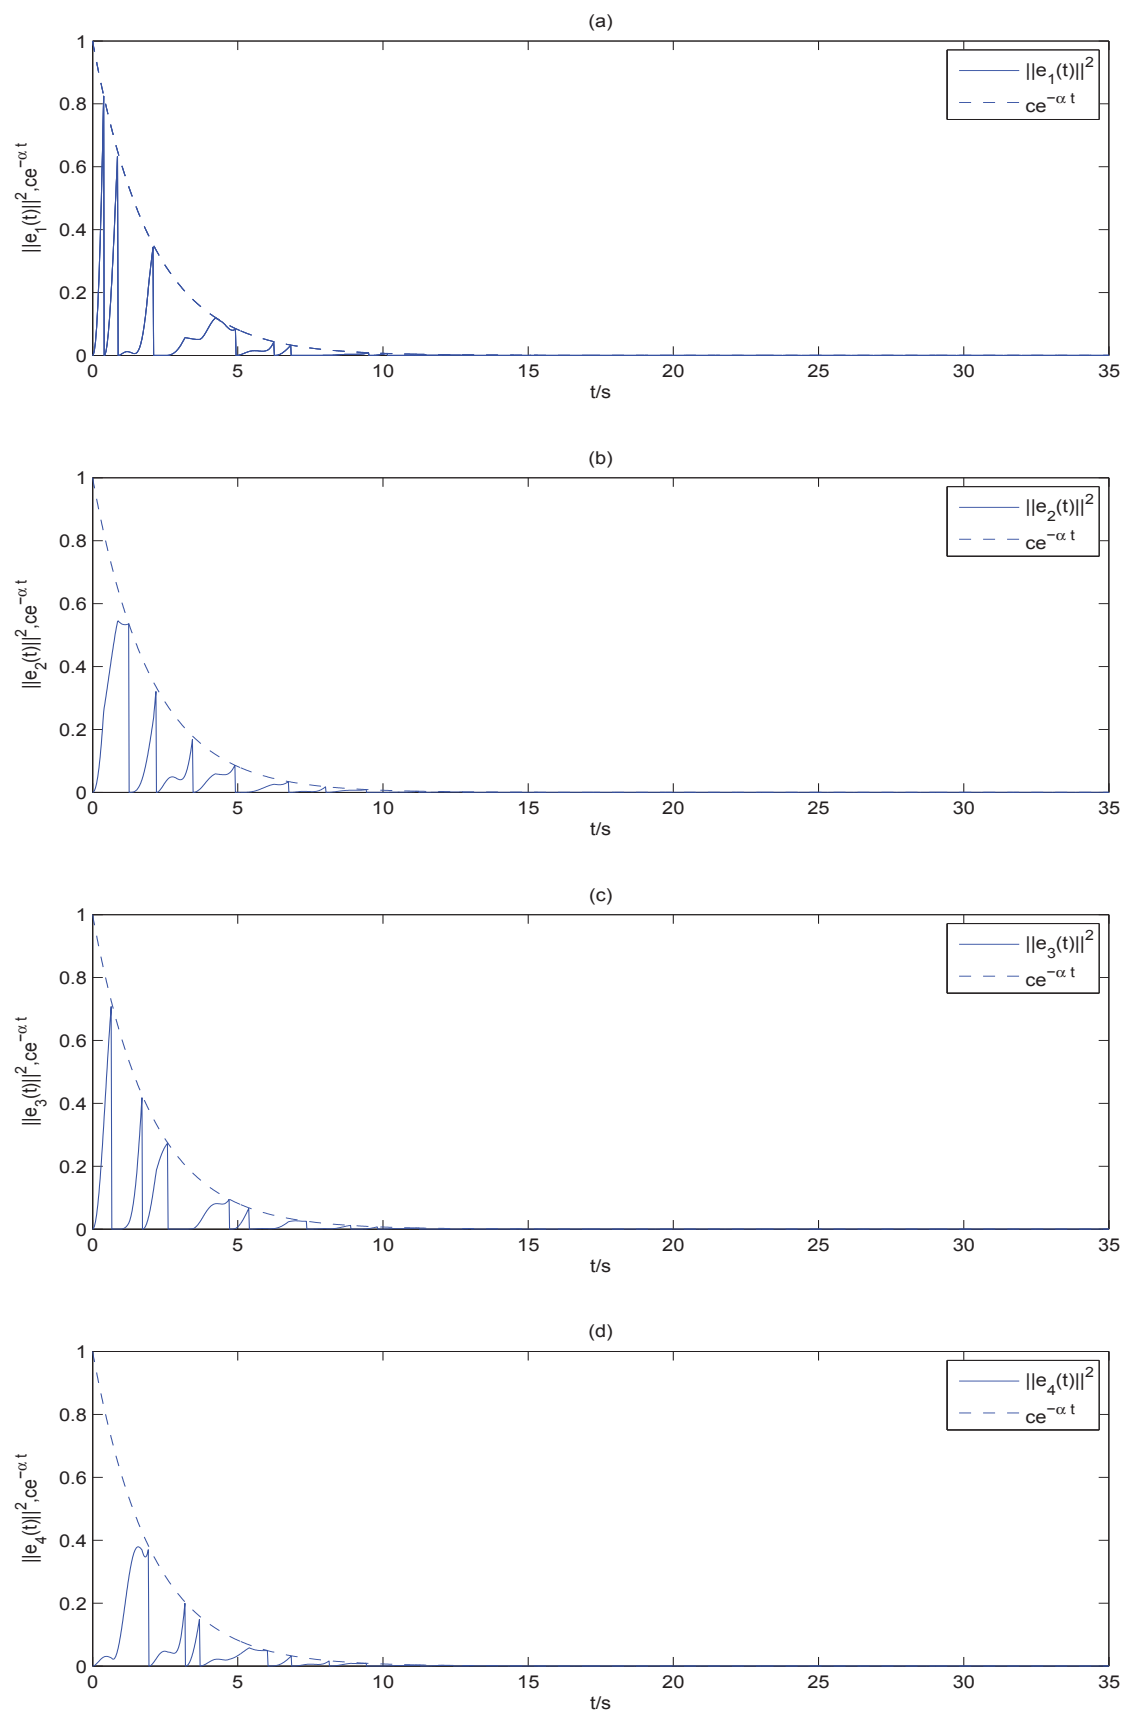 (a)
||e₁(t)||²
ce⁻ᵅ ᵗ
||e₁(t)||²,ce⁻ᵅ ᵗ
1
0.8
0.6
0.4
0.2
0
0 5 10 15 20 25 30 35
t/s
(b)
||e₂(t)||²
ce⁻ᵅ ᵗ
||e₂(t)||²,ce⁻ᵅ ᵗ
1
0.8
0.6
0.4
0.2
0
0 5 10 15 20 25 30 35
t/s
(c)
||e₃(t)||²
ce⁻ᵅ ᵗ
||e₃(t)||²,ce⁻ᵅ ᵗ
1
0.8
0.6
0.4
0.2
0
0 5 10 15 20 25 30 35
t/s
(d)
||e₄(t)||²
ce⁻ᵅ ᵗ
||e₄(t)||²,ce⁻ᵅ ᵗ
1
0.8
0.6
0.4
0.2
0
0 5 10 15 20 25 30 35
t/s